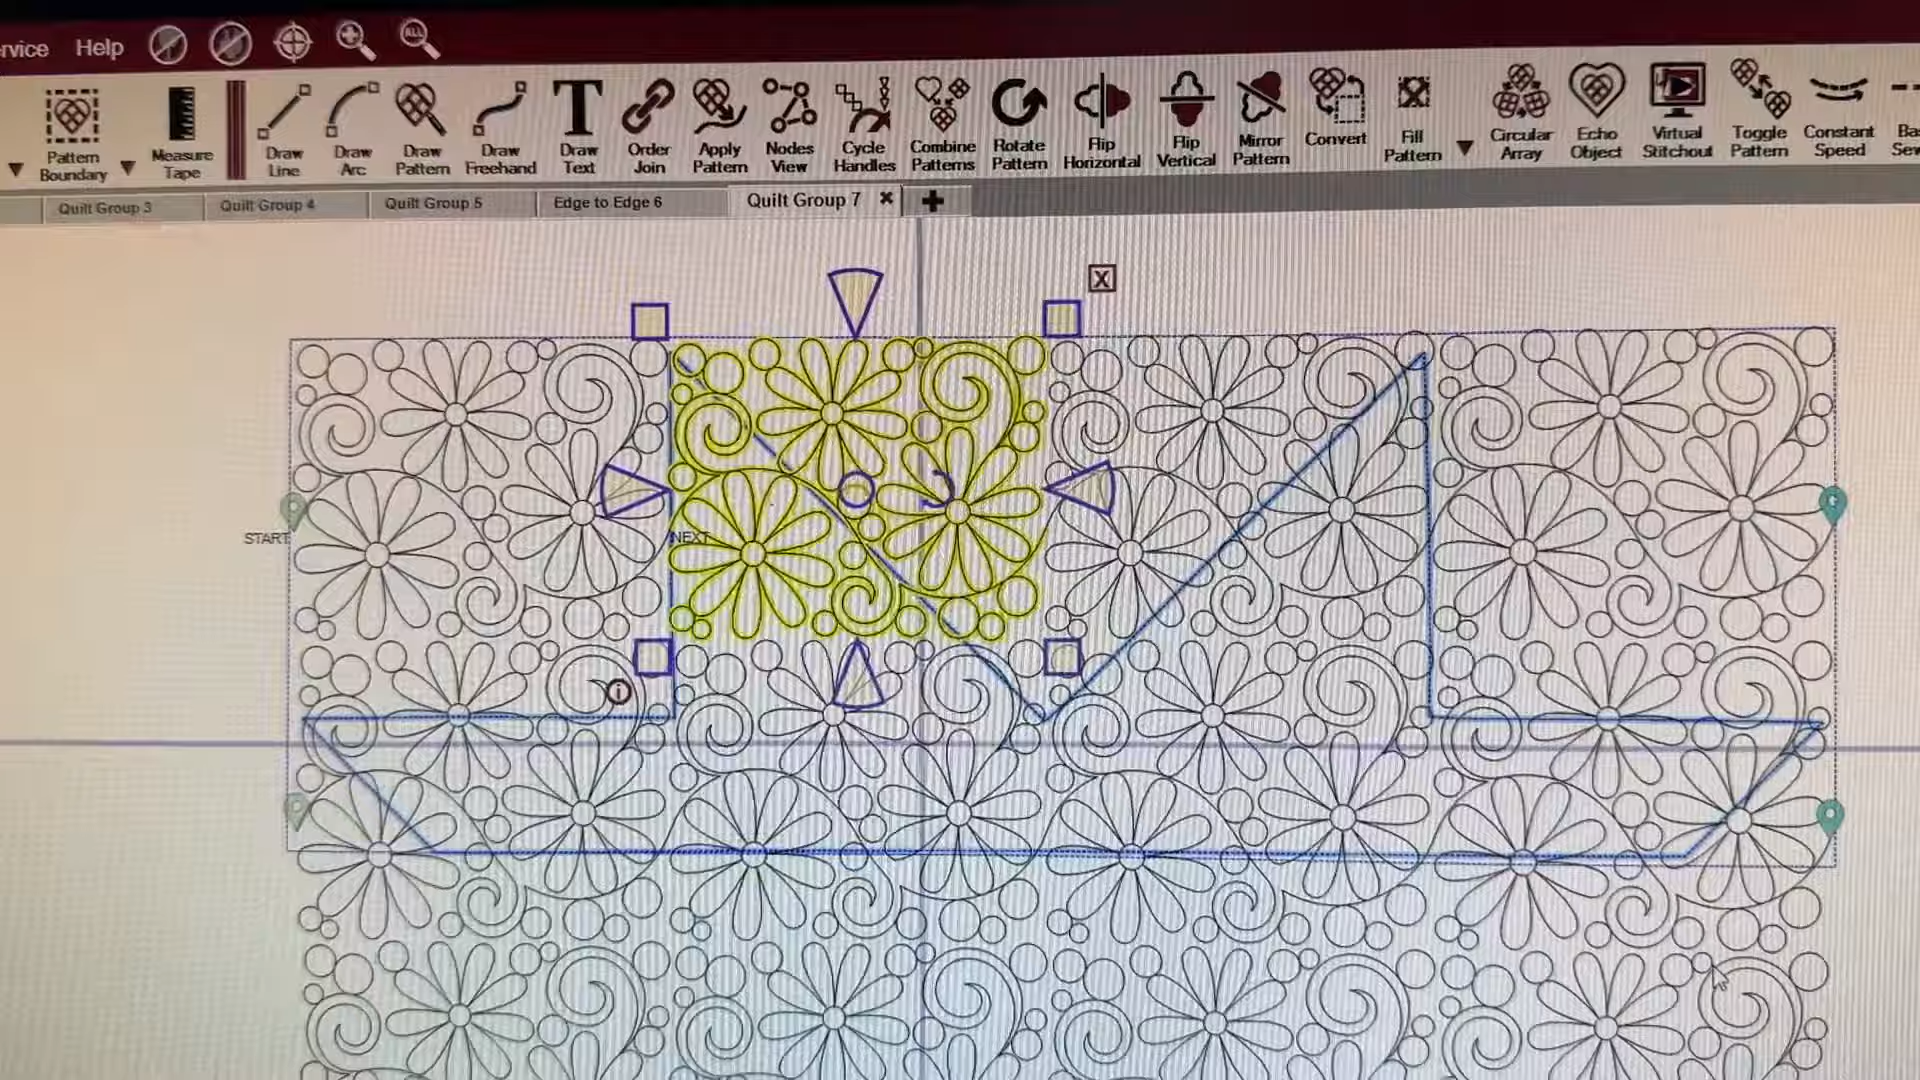 rvice Help ALL
Pattern Boundary
Measure Tape
Draw Line
Draw Arc
Draw Pattern
Draw Freehand
T
Draw Text
Order Join
Apply Pattern
Nodes View
Cycle Handles
Combine Patterns
Rotate Pattern
Flip Horizontal
Flip Vertical
Mirror Pattern
Convert
Fill Pattern
Circular Array
Echo Object
Virtual Stitchout
Toggle Pattern
Constant Speed
Ba
Sew
Quilt Group 3
Quilt Group 4
Quilt Group 5
Edge to Edge 6
Quilt Group 7
X
START
NEXT
i